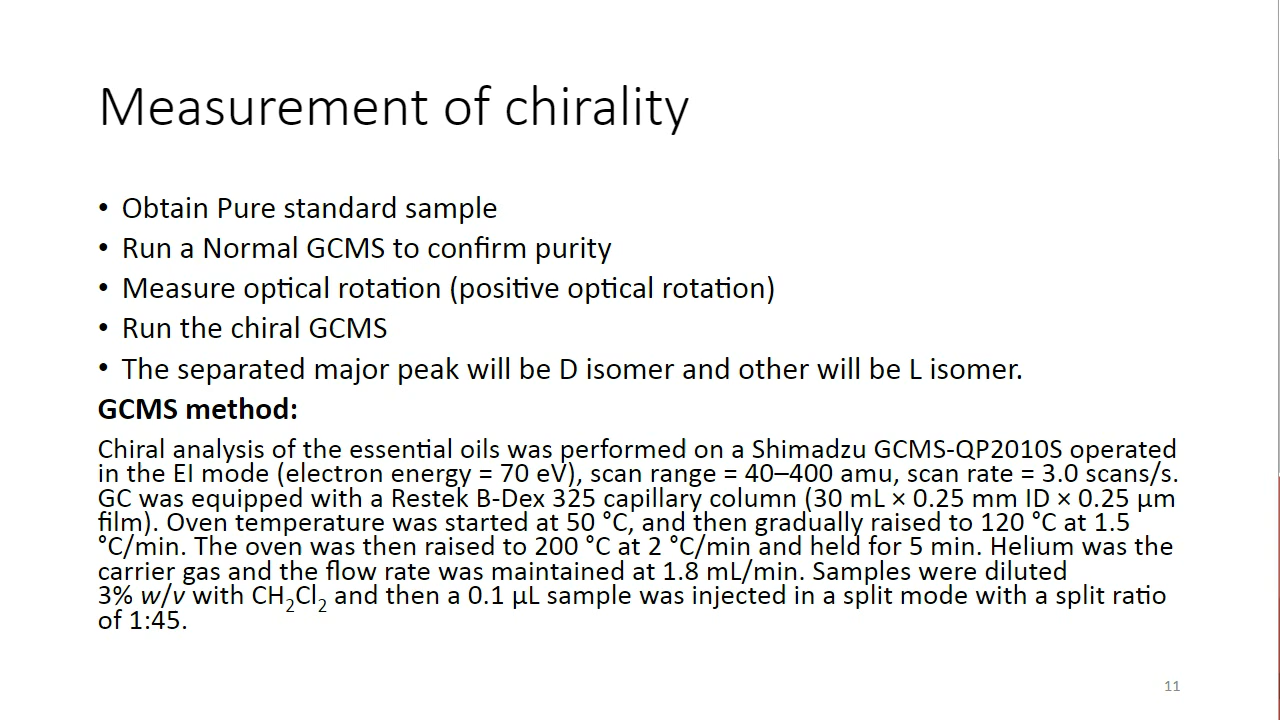 Measurement of chirality
• Obtain Pure standard sample
• Run a Normal GCMS to confirm purity
• Measure optical rotation (positive optical rotation)
• Run the chiral GCMS
• The separated major peak will be D isomer and other will be L isomer.
GCMS method:
Chiral analysis of the essential oils was performed on a Shimadzu GCMS-QP2010S operated
in the EI mode (electron energy = 70 eV), scan range = 40–400 amu, scan rate = 3.0 scans/s.
GC was equipped with a Restek B-Dex 325 capillary column (30 mL × 0.25 mm ID × 0.25 μm
film). Oven temperature was started at 50 °C, and then gradually raised to 120 °C at 1.5
°C/min. The oven was then raised to 200 °C at 2 °C/min and held for 5 min. Helium was the
carrier gas and the flow rate was maintained at 1.8 mL/min. Samples were diluted
3% w/v with CH₂Cl₂ and then a 0.1 μL sample was injected in a split mode with a split ratio
of 1:45.
11